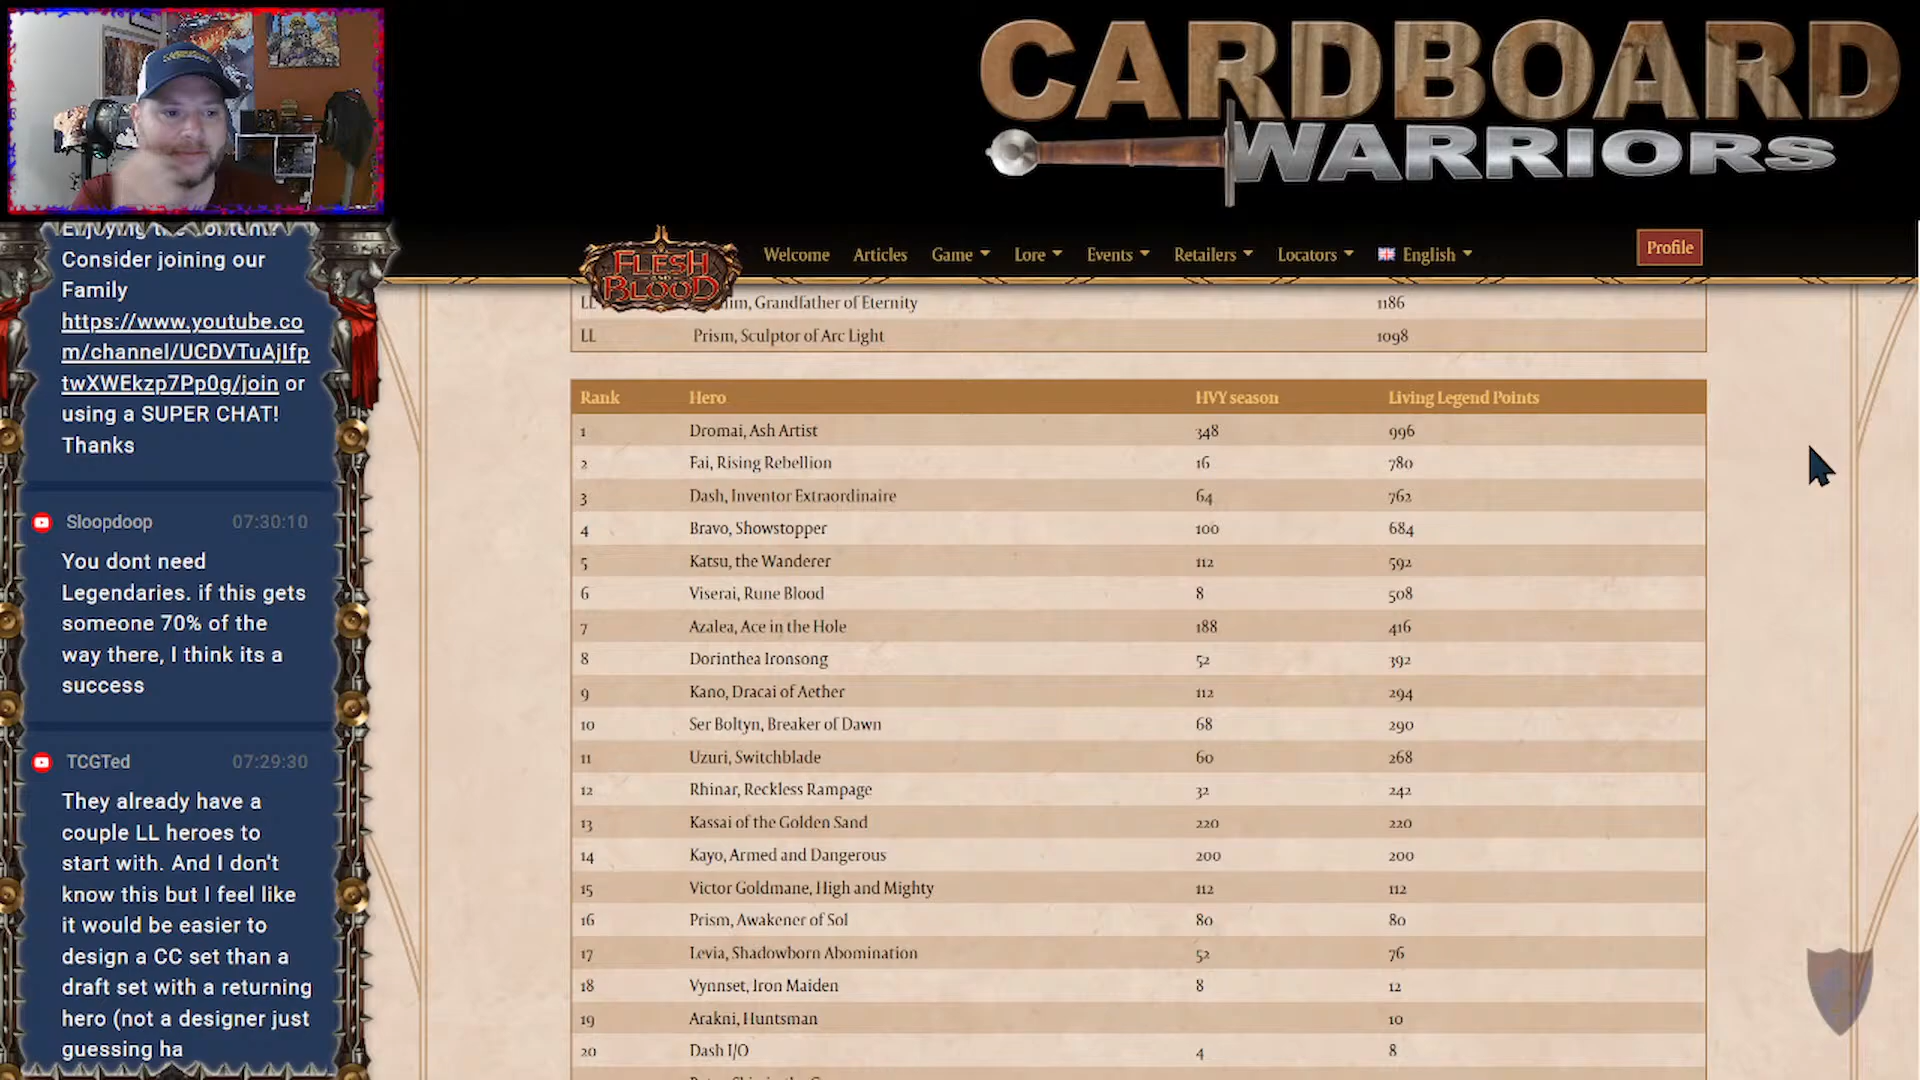 CARDBOARD
WARRIORS
FLESH
AND
BLOOD
Welcome Articles Game Lore Events Retailers Locators English Profile
Enjoying the content?
Consider joining our
Family
https://www.youtube.co
m/channel/UCDVTuAjIfp
twXWEkzp7Pp0g/join or
using a SUPER CHAT!
Thanks
Sloopdoop 07:30:10
You dont need
Legendaries. if this gets
someone 70% of the
way there, I think its a
success
TCGTed 07:29:30
They already have a
couple LL heroes to
start with. And I don't
know this but I feel like
it would be easier to
design a CC set than a
draft set with a returning
hero (not a designer just
guessing ha
Grandfather of Eternity 1186
LL Prism, Sculptor of Arc Light 1098
Rank Hero HVY season Living Legend Points
1 Dromai, Ash Artist 348 996
2 Fai, Rising Rebellion 16 780
3 Dash, Inventor Extraordinaire 64 762
4 Bravo, Showstopper 100 684
5 Katsu, the Wanderer 112 592
6 Viserai, Rune Blood 8 508
7 Azalea, Ace in the Hole 188 416
8 Dorinthea Ironsong 52 392
9 Kano, Dracai of Aether 112 294
10 Ser Boltyn, Breaker of Dawn 68 290
11 Uzuri, Switchblade 60 268
12 Rhinar, Reckless Rampage 32 242
13 Kassai of the Golden Sand 220 220
14 Kayo, Armed and Dangerous 200 200
15 Victor Goldmane, High and Mighty 112 112
16 Prism, Awakener of Sol 80 80
17 Levia, Shadowborn Abomination 52 76
18 Vynnset, Iron Maiden 8 12
19 Arakni, Huntsman 10
20 Dash I/O 4 8